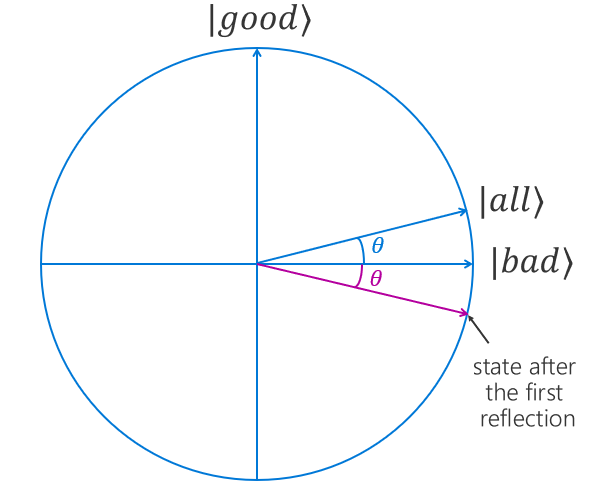 |good⟩
|all⟩
θ
|bad⟩
θ
state after
the first
reflection